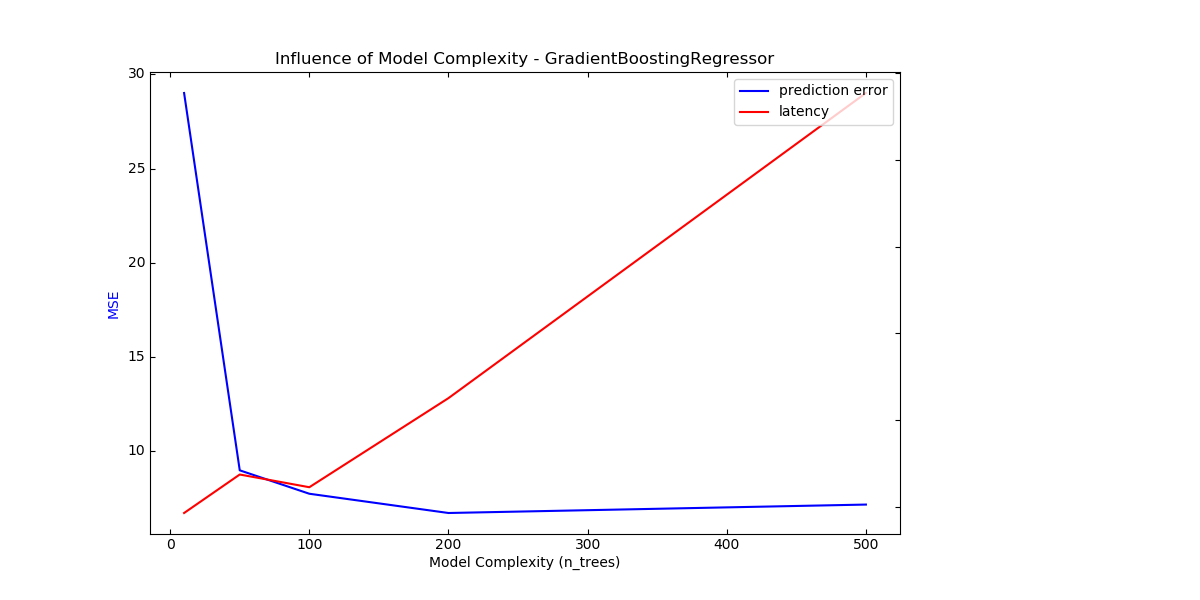 Influence of Model Complexity - GradientBoostingRegressor
prediction error
latency
30
25
20
15
10
MSE
0 100 200 300 400 500
Model Complexity (n_trees)